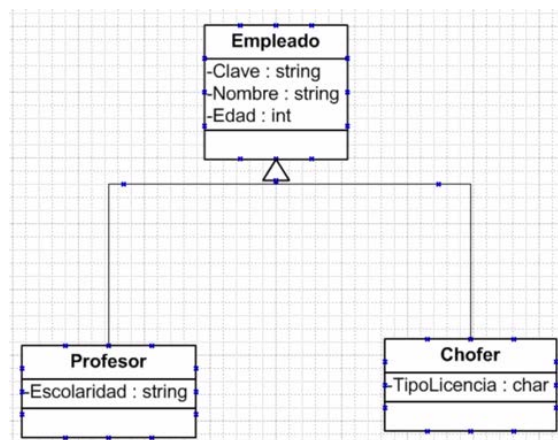 Empleado
-Clave : string
-Nombre : string
-Edad : int
Profesor
-Escolaridad : string
Chofer
-TipoLicencia : char